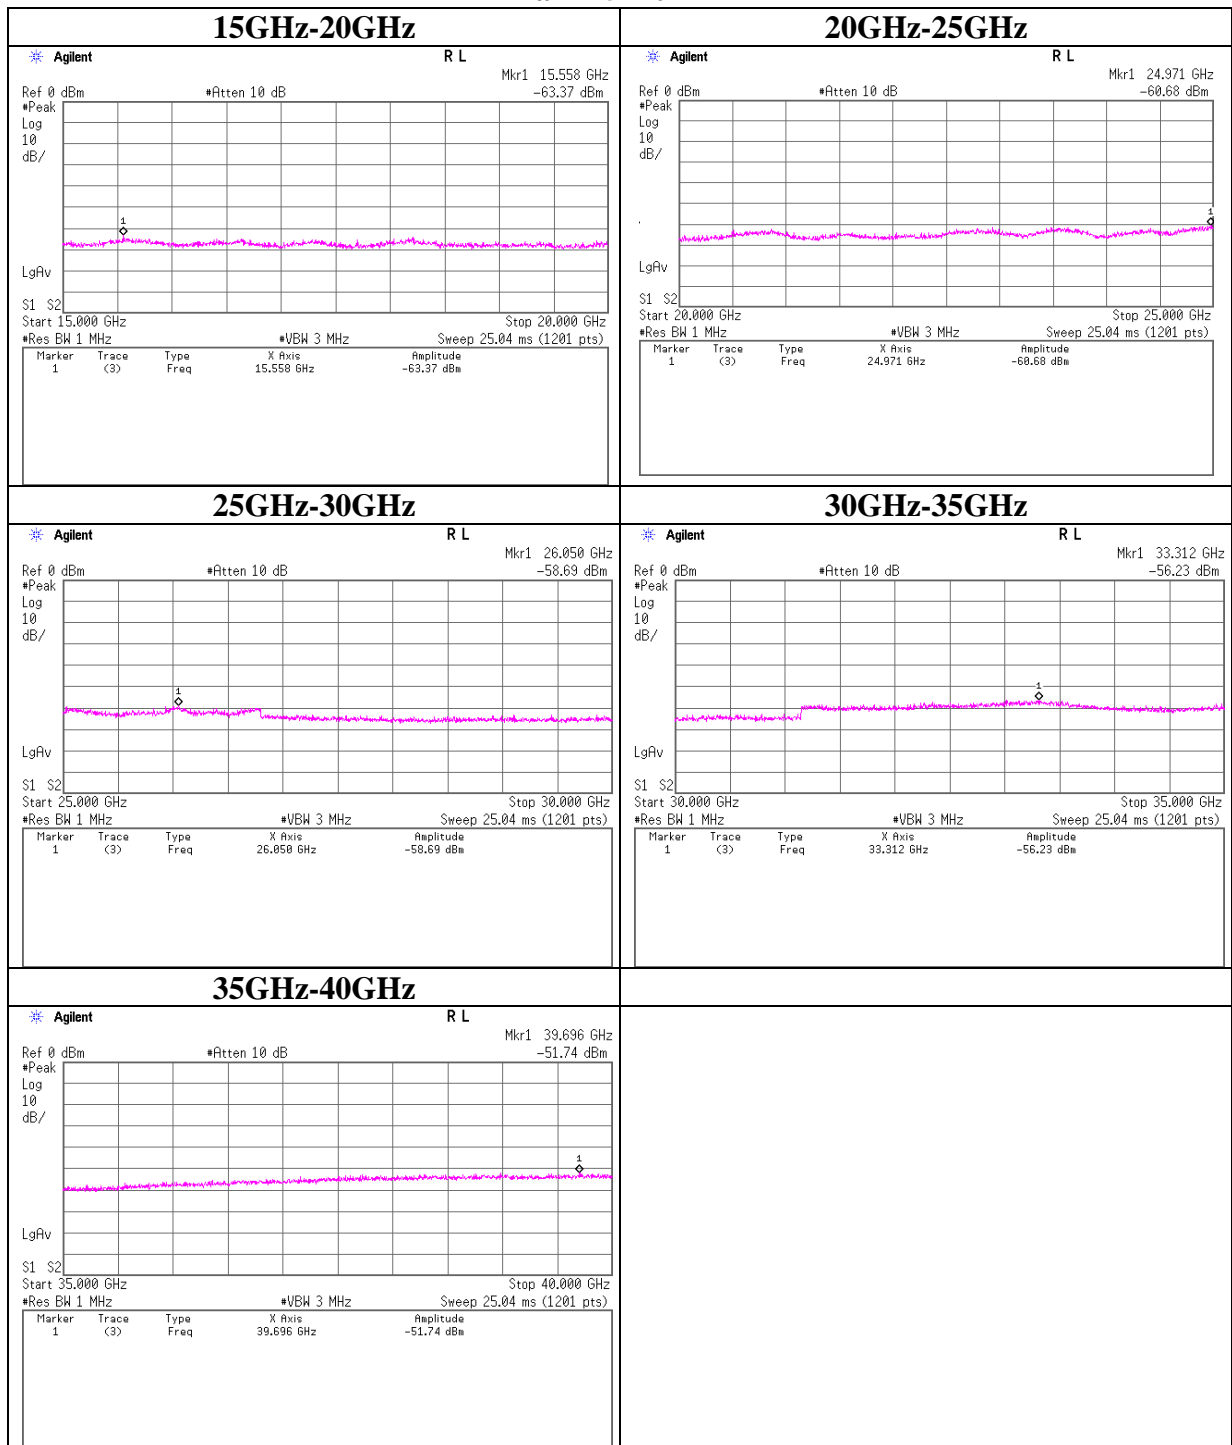 15GHz-20GHz
Agilent R L
Mkr1 15.558 GHz
Ref 0 dBm #Atten 10 dB -63.37 dBm
#Peak
Log
10
dB/
1
LgAv
S1 S2
Start 15.000 GHz Stop 20.000 GHz
#Res BW 1 MHz #VBW 3 MHz Sweep 25.04 ms (1201 pts)
Marker Trace Type X Axis Amplitude
1 (3) Freq 15.558 GHz -63.37 dBm
20GHz-25GHz
Agilent R L
Mkr1 24.971 GHz
Ref 0 dBm #Atten 10 dB -60.68 dBm
#Peak
Log
10
dB/
1
LgAv
S1 S2
Start 20.000 GHz Stop 25.000 GHz
#Res BW 1 MHz #VBW 3 MHz Sweep 25.04 ms (1201 pts)
Marker Trace Type X Axis Amplitude
1 (3) Freq 24.971 GHz -60.68 dBm
25GHz-30GHz
Agilent R L
Mkr1 26.050 GHz
Ref 0 dBm #Atten 10 dB -58.69 dBm
#Peak
Log
10
dB/
1
LgAv
S1 S2
Start 25.000 GHz Stop 30.000 GHz
#Res BW 1 MHz #VBW 3 MHz Sweep 25.04 ms (1201 pts)
Marker Trace Type X Axis Amplitude
1 (3) Freq 26.050 GHz -58.69 dBm
30GHz-35GHz
Agilent R L
Mkr1 33.312 GHz
Ref 0 dBm #Atten 10 dB -56.23 dBm
#Peak
Log
10
dB/
1
LgAv
S1 S2
Start 30.000 GHz Stop 35.000 GHz
#Res BW 1 MHz #VBW 3 MHz Sweep 25.04 ms (1201 pts)
Marker Trace Type X Axis Amplitude
1 (3) Freq 33.312 GHz -56.23 dBm
35GHz-40GHz
Agilent R L
Mkr1 39.696 GHz
Ref 0 dBm #Atten 10 dB -51.74 dBm
#Peak
Log
10
dB/
1
LgAv
S1 S2
Start 35.000 GHz Stop 40.000 GHz
#Res BW 1 MHz #VBW 3 MHz Sweep 25.04 ms (1201 pts)
Marker Trace Type X Axis Amplitude
1 (3) Freq 39.696 GHz -51.74 dBm